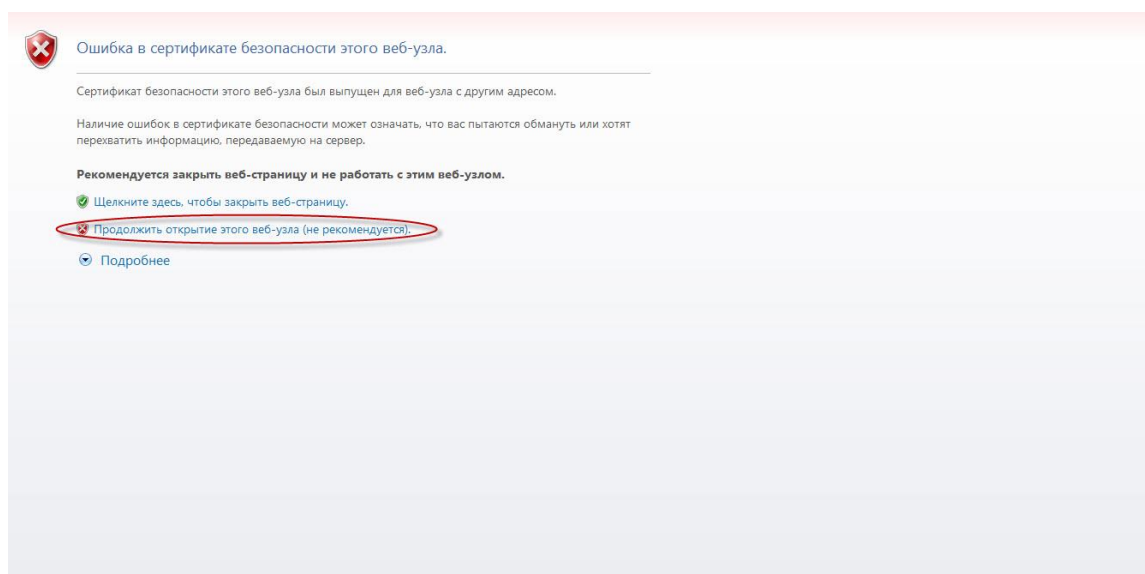 Ошибка в сертификате безопасности этого веб-узла.
Сертификат безопасности этого веб-узла был выпущен для веб-узла с другим адресом.
Наличие ошибок в сертификате безопасности может означать, что вас пытаются обмануть или хотят
перехватить информацию, передаваемую на сервер.
Рекомендуется закрыть веб-страницу и не работать с этим веб-узлом.
Щелкните здесь, чтобы закрыть веб-страницу.
Продолжить открытие этого веб-узла (не рекомендуется).
Подробнее